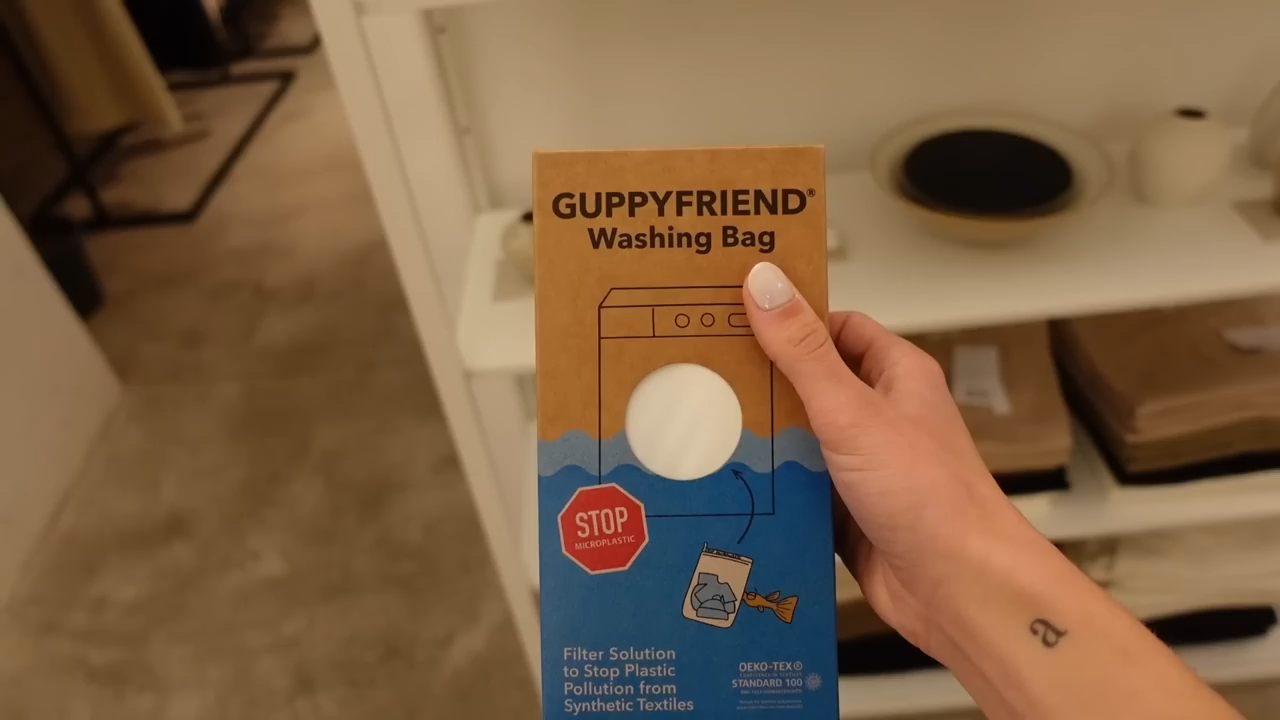 GUPPYFRIEND®
Washing Bag
STOP
MICROPLASTIC
Filter Solution
to Stop Plastic
Pollution from
Synthetic Textiles
OEKO-TEX®
STANDARD 100
a